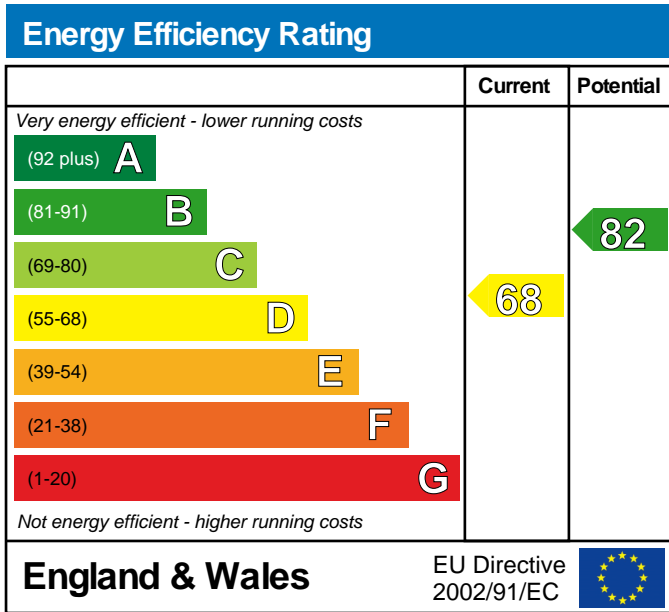 Energy Efficiency Rating
Current Potential
Very energy efficient - lower running costs
(92 plus) A
(81-91) B
82
(69-80) C
68
(55-68) D
(39-54) E
(21-38) F
(1-20) G
Not energy efficient - higher running costs
England & Wales
EU Directive
2002/91/EC